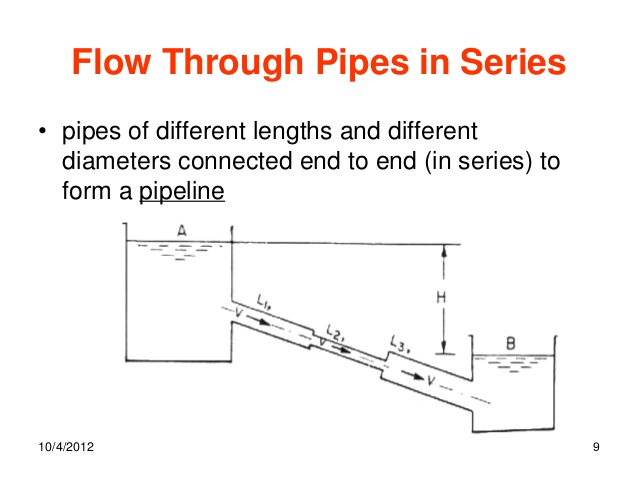 Flow Through Pipes in Series
• pipes of different lengths and different
diameters connected end to end (in series) to
form a pipeline
A
H
L1,
V
L2,
V
L3,
V
B
10/4/2012
9